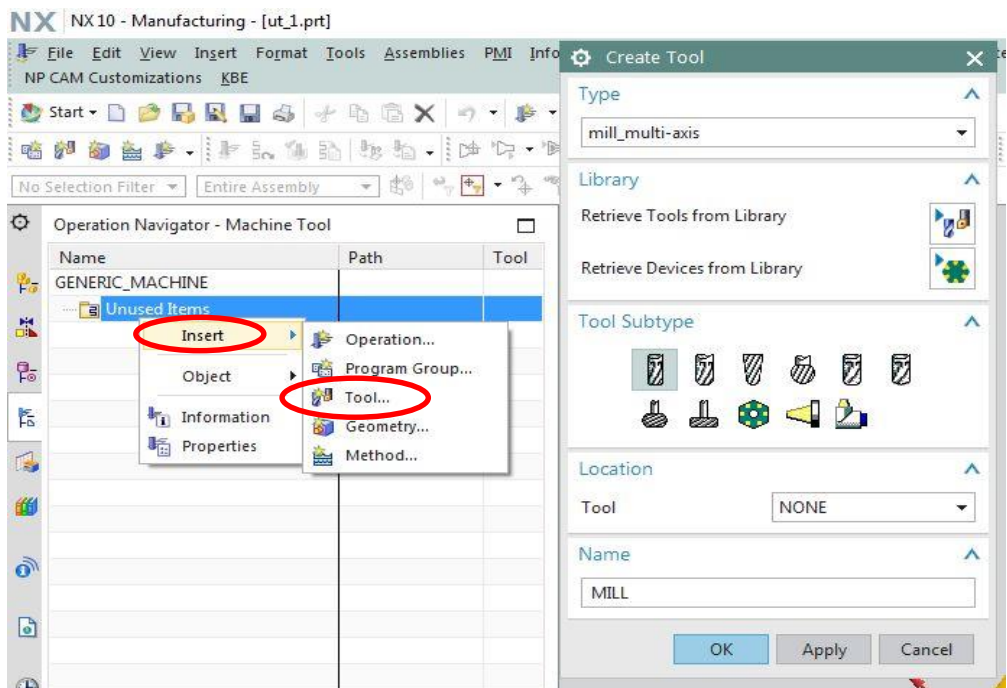 NX NX 10 - Manufacturing - [ut_1.prt]
File Edit View Insert Format Tools Assemblies PMI Info
NP CAM Customizations KBE
Start
No Selection Filter Entire Assembly
Operation Navigator - Machine Tool
Name Path Tool
GENERIC_MACHINE
Unused Items
Insert
Object
Information
Properties
Operation...
Program Group...
Tool...
Geometry...
Method...
Create Tool
Type
mill_multi-axis
Library
Retrieve Tools from Library
Retrieve Devices from Library
Tool Subtype
Location
Tool NONE
Name
MILL
OK Apply Cancel